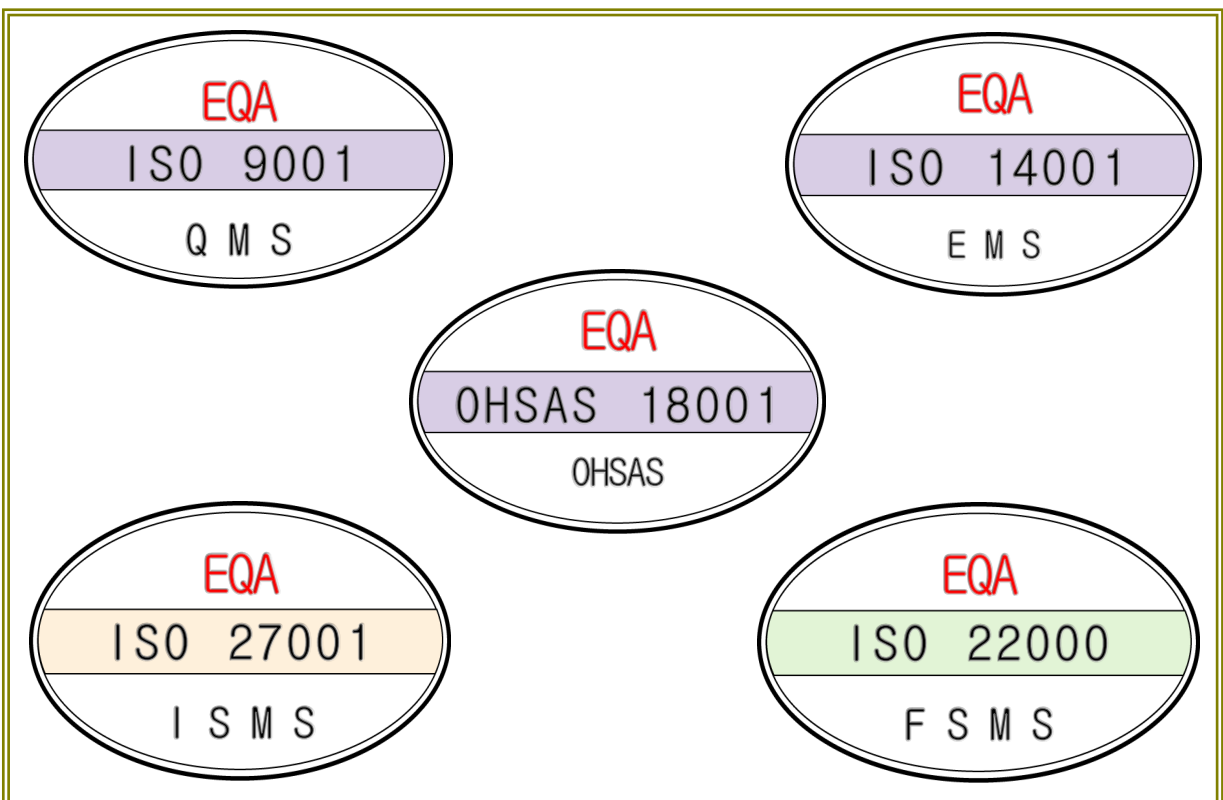 EQA
ISO 9001
Q M S
EQA
ISO 14001
E M S
EQA
OHSAS 18001
OHSAS
EQA
ISO 27001
I S M S
EQA
ISO 22000
F S M S